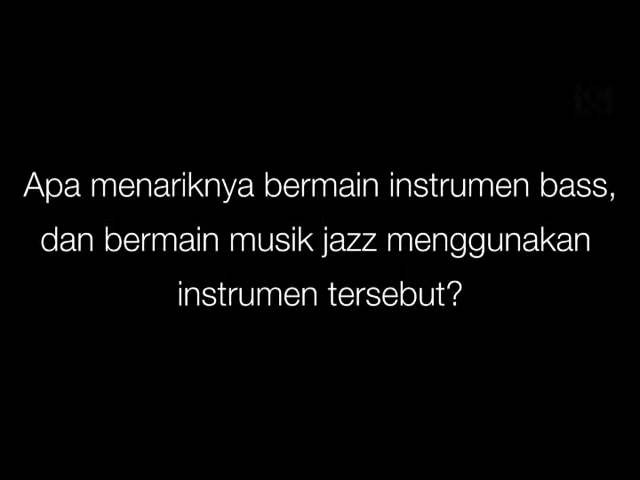 Apa menariknya bermain instrumen bass,
dan bermain musik jazz menggunakan
instrumen tersebut?